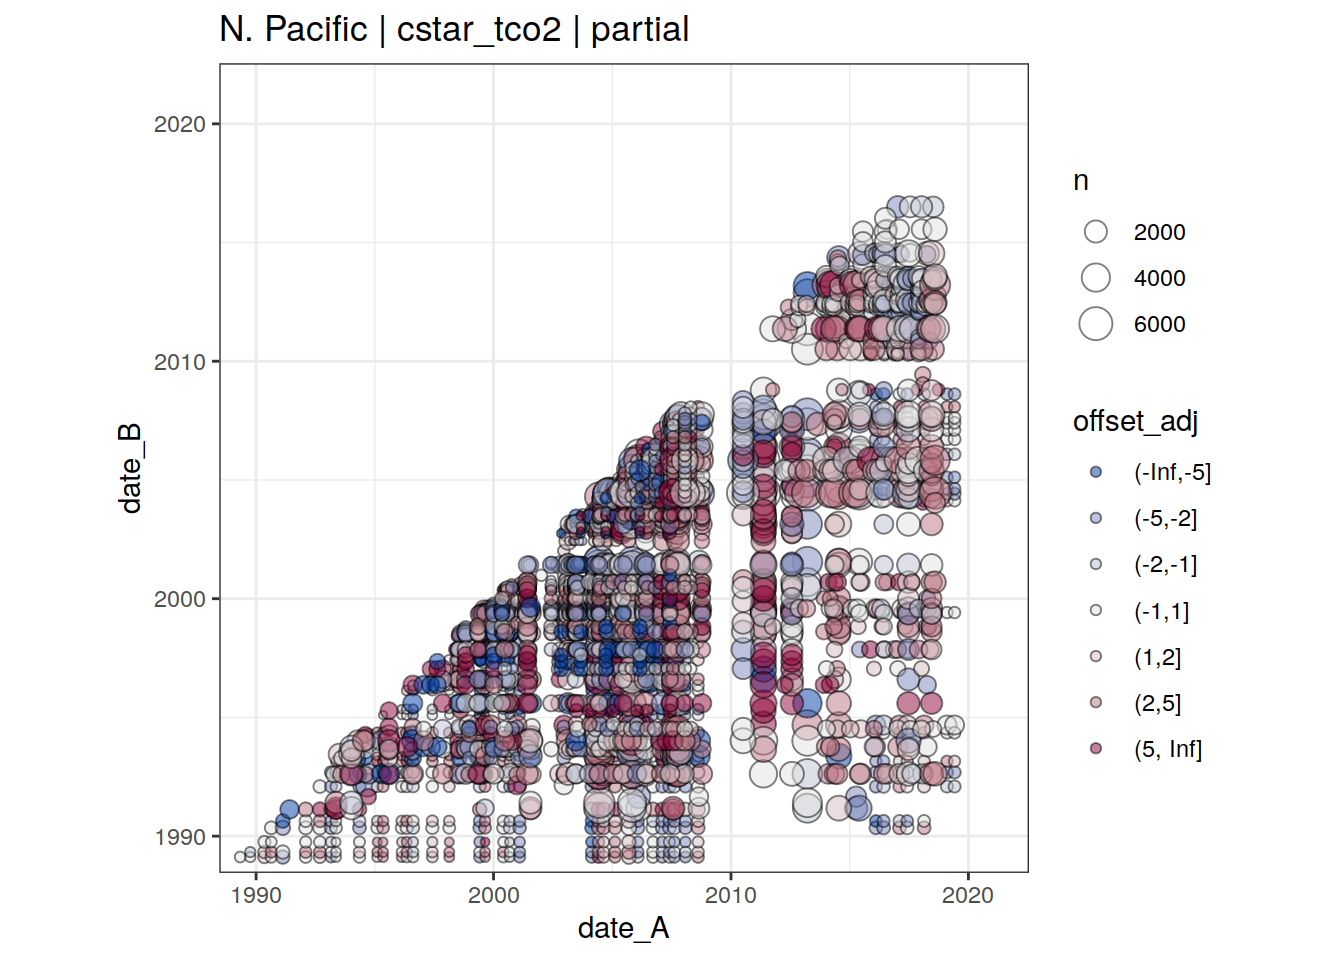 N. Pacific | cstar_tco2 | partial
2020
2010
2000
1990
date_B
1990
2000
2010
2020
date_A
n
2000
4000
6000
offset_adj
(-Inf,-5]
(-5,-2]
(-2,-1]
(-1,1]
(1,2]
(2,5]
(5, Inf]